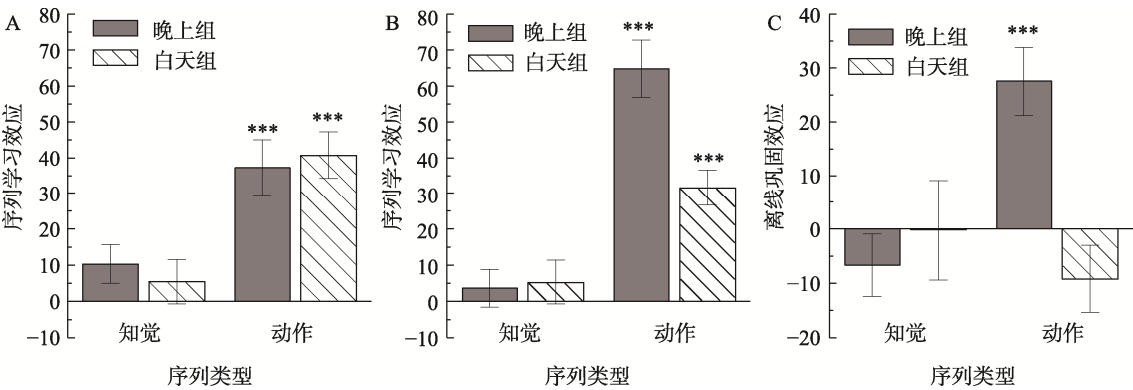 A
序列学习效应
80
70
60
50
40
30
20
10
0
−10
晚上组
白天组
***
***
知觉
动作
序列类型
B
序列学习效应
80
70
60
50
40
30
20
10
0
−10
晚上组
白天组
***
***
知觉
动作
序列类型
C
离线巩固效应
40
30
20
10
0
−10
−20
晚上组
白天组
***
知觉
动作
序列类型